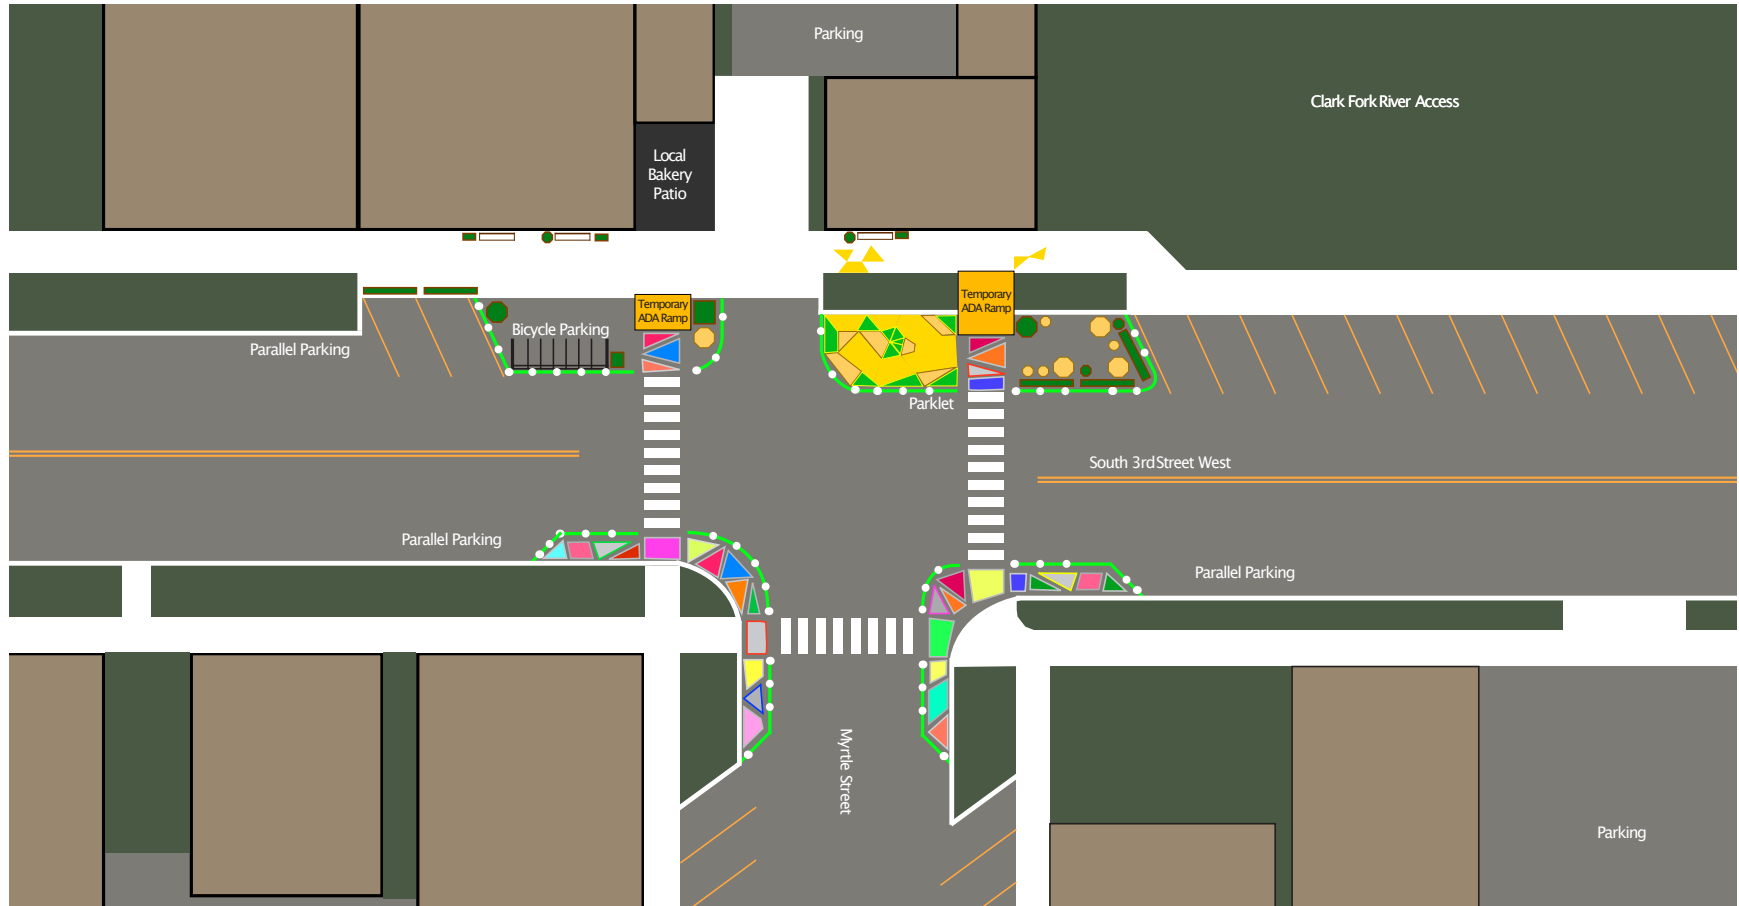 Parking
Clark Fork River Access
Local
Bakery
Patio
Temporary
ADA Ramp
Temporary
ADA Ramp
Bicycle Parking
Parallel Parking
Parklet
South 3rd Street West
Parallel Parking
Parallel Parking
Myrtle Street
Parking